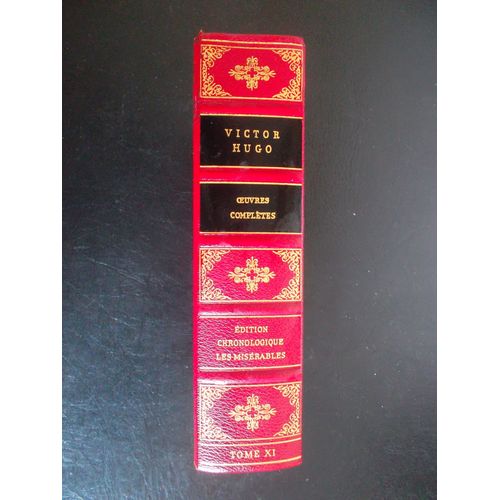 VICTOR
HUGO
ŒUVRES
COMPLÈTES
ÉDITION
CHRONOLOGIQUE
LES MISÉRABLES
TOME XI